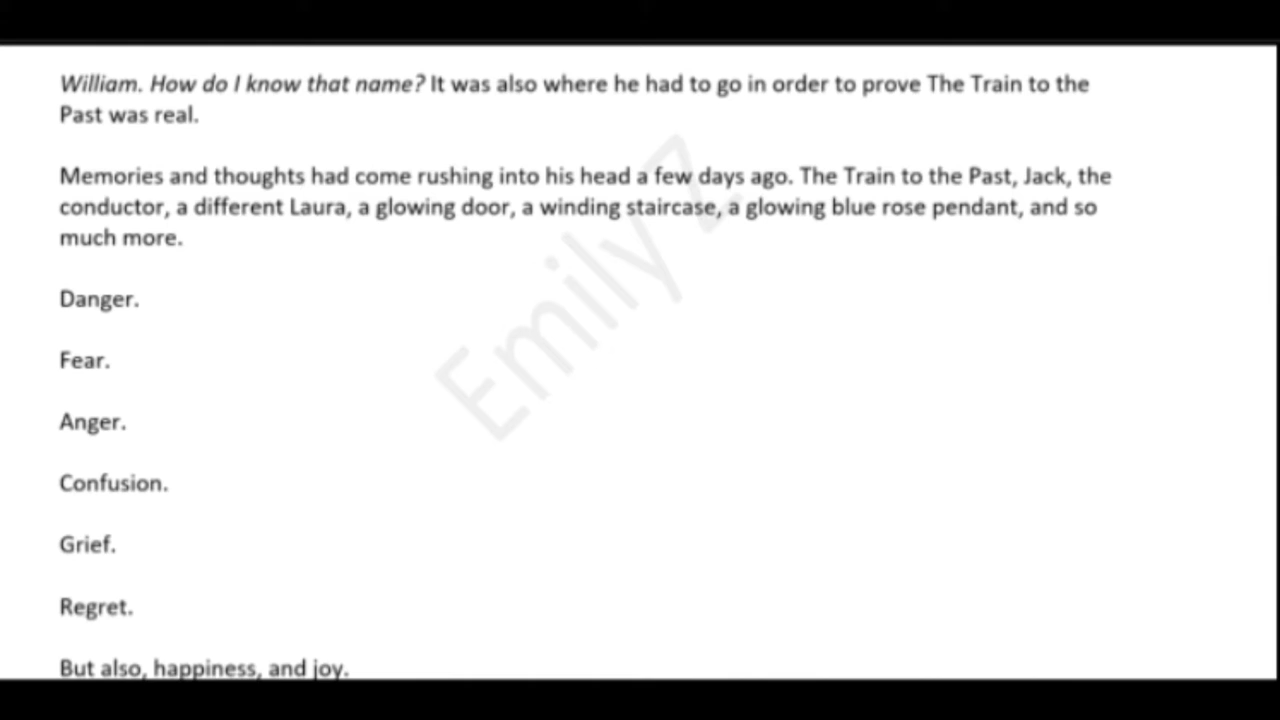 William. How do I know that name? It was also where he had to go in order to prove The Train to the
Past was real.
Memories and thoughts had come rushing into his head a few days ago. The Train to the Past, Jack, the
conductor, a different Laura, a glowing door, a winding staircase, a glowing blue rose pendant, and so
much more.
Danger.
Fear.
Anger.
Confusion.
Grief.
Regret.
But also, happiness, and joy.
Emily Z